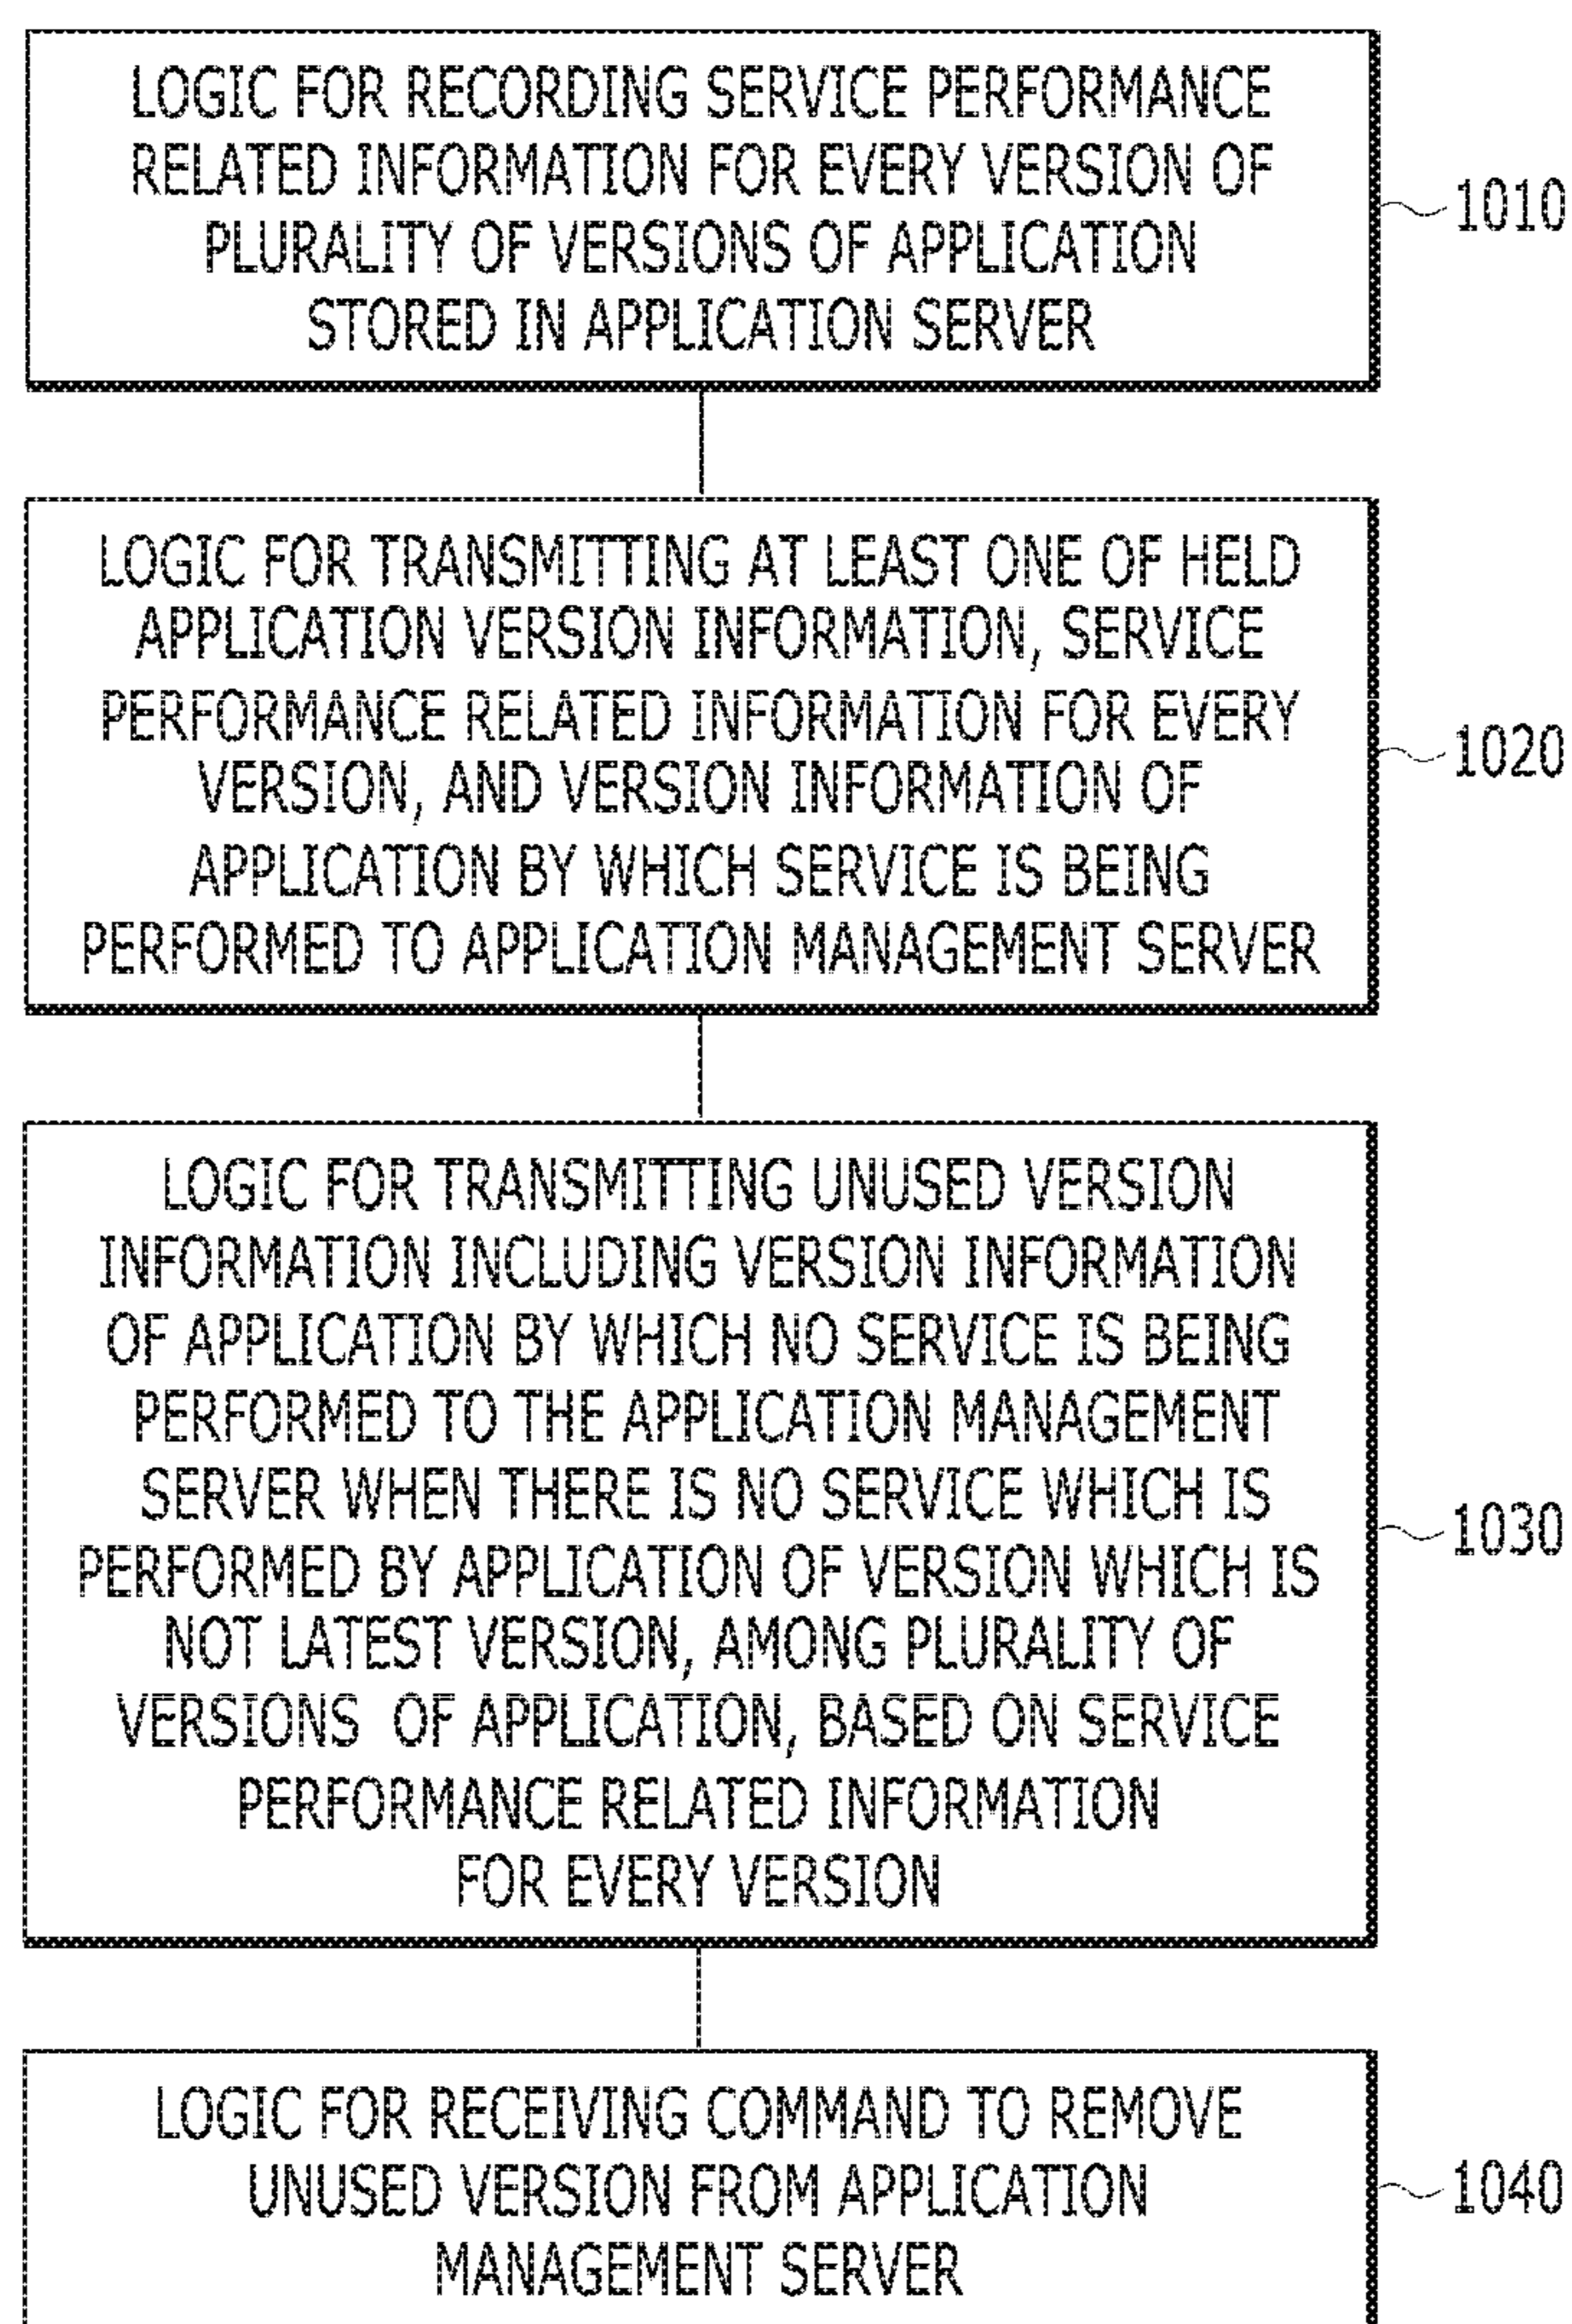 LOGIC FOR RECORDING SERVICE PERFORMANCE
RELATED INFORMATION FOR EVERY VERSION OF
PLURALITY OF VERSIONS OF APPLICATION
STORED IN APPLICATION SERVER
1010
LOGIC FOR TRANSMITTING AT LEAST ONE OF HELD
APPLICATION VERSION INFORMATION, SERVICE
PERFORMANCE RELATED INFORMATION FOR EVERY
VERSION, AND VERSION INFORMATION OF
APPLICATION BY WHICH SERVICE IS BEING
PERFORMED TO APPLICATION MANAGEMENT SERVER
1020
LOGIC FOR TRANSMITTING UNUSED VERSION
INFORMATION INCLUDING VERSION INFORMATION
OF APPLICATION BY WHICH NO SERVICE IS BEING
PERFORMED TO THE APPLICATION MANAGEMENT
SERVER WHEN THERE IS NO SERVICE WHICH IS
PERFORMED BY APPLICATION OF VERSION WHICH IS
NOT LATEST VERSION, AMONG PLURALITY OF
VERSIONS OF APPLICATION, BASED ON SERVICE
PERFORMANCE RELATED INFORMATION
FOR EVERY VERSION
1030
LOGIC FOR RECEIVING COMMAND TO REMOVE
UNUSED VERSION FROM APPLICATION
MANAGEMENT SERVER
1040